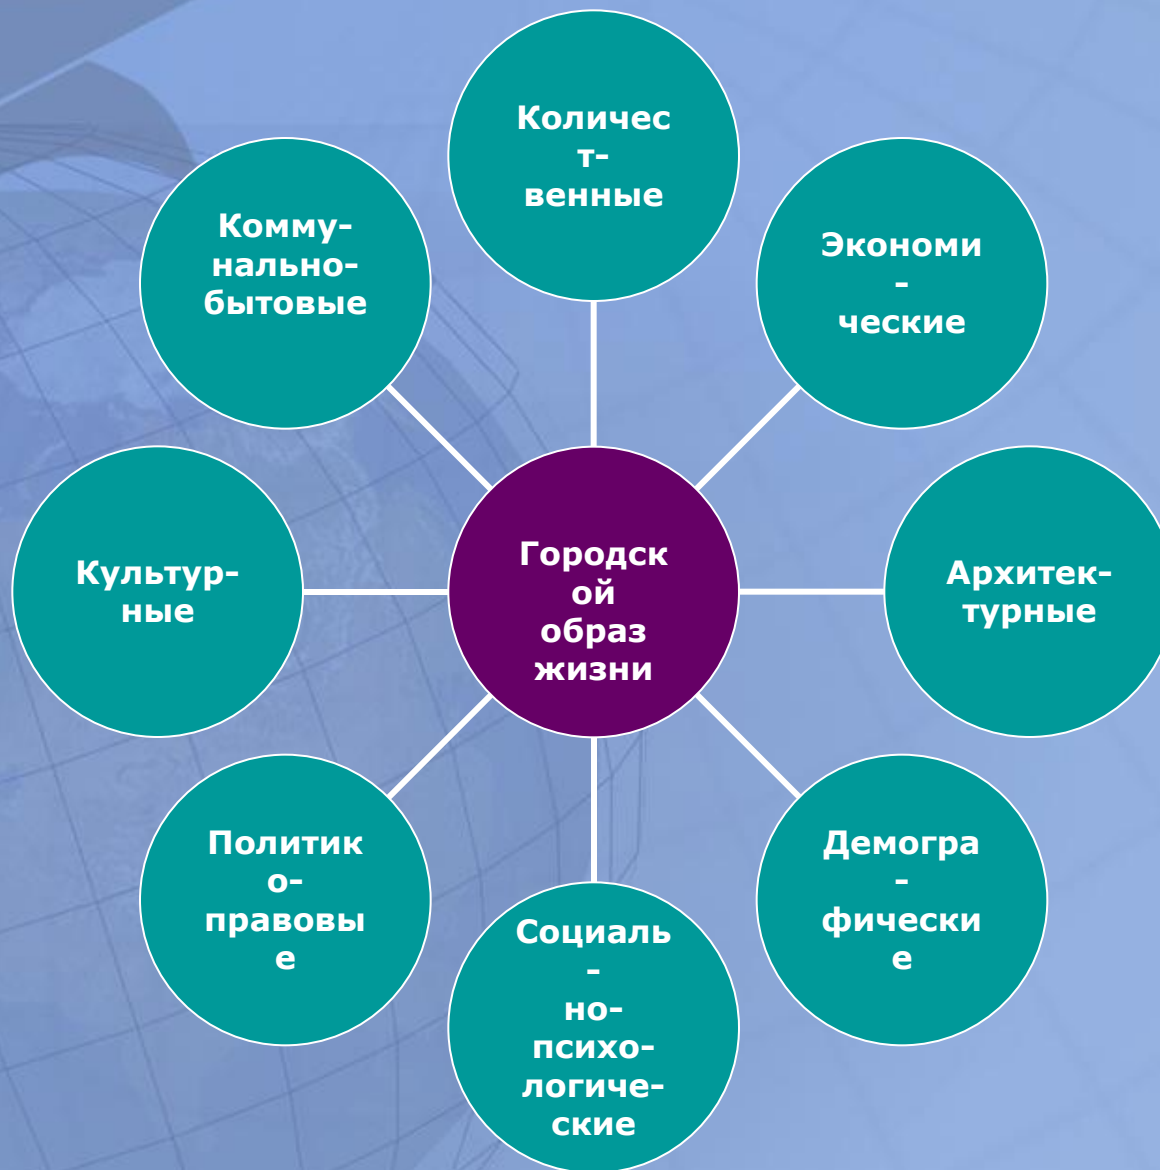 Количес
т-
венные
Экономи
-
ческие
Архитек-
турные
Демогра
-
фически
е
Социаль
-
но-
психо-
логиче-
ские
Политик
о-
правовы
е
Культур-
ные
Комму-
нально-
бытовые
Городск
ой
образ
жизни